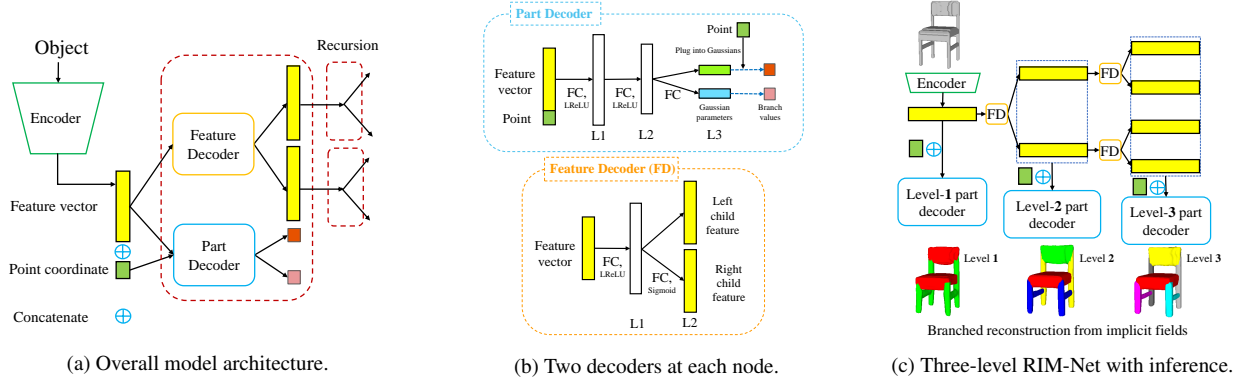 Object
Encoder
Feature vector
Point coordinate
Concatenate
Feature
Decoder
Part
Decoder
Recursion
(a) Overall model architecture.
Part Decoder
Feature
vector
Point
FC,
LReLU
L1
FC,
LReLU
L2
FC
Point
Plug into Gaussians
Gaussian
parameters
L3
Branch
values
Feature Decoder (FD)
Feature
vector
FC,
LReLU
L1
FC,
Sigmoid
L2
Left
child
feature
Right
child
feature
(b) Two decoders at each node.
Encoder
FD
FD
FD
Level-1 part
decoder
Level-2 part
decoder
Level-3 part
decoder
Level 1
Level 2
Level 3
Branched reconstruction from implicit fields
(c) Three-level RIM-Net with inference.